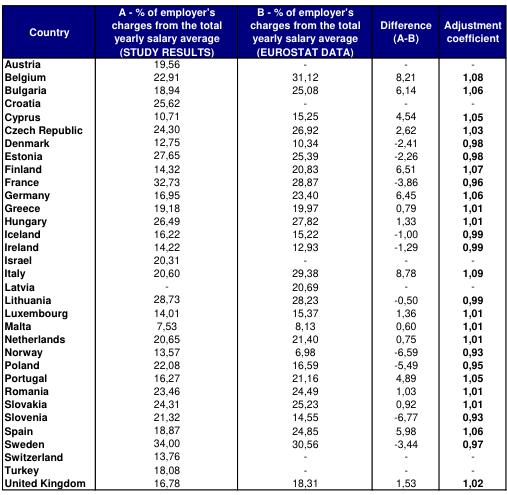 Country | A - % of employer's charges from the total yearly salary average (STUDY RESULTS) | B - % of employer's charges from the total yearly salary average (EUROSTAT DATA) | Difference (A-B) | Adjustment coefficient
Austria 19,56 - - -
Belgium 22,91 31,12 8,21 1,08
Bulgaria 18,94 25,08 6,14 1,06
Croatia 25,62 - - -
Cyprus 10,71 15,25 4,54 1,05
Czech Republic 24,30 26,92 2,62 1,03
Denmark 12,75 10,34 -2,41 0,98
Estonia 27,65 25,39 -2,26 0,98
Finland 14,32 20,83 6,51 1,07
France 32,73 28,87 -3,86 0,96
Germany 16,95 23,40 6,45 1,06
Greece 19,18 19,97 0,79 1,01
Hungary 26,49 27,82 1,33 1,01
Iceland 16,22 15,22 -1,00 0,99
Ireland 14,22 12,93 -1,29 0,99
Israel 20,31 - - -
Italy 20,60 29,38 8,78 1,09
Latvia - 20,69 - -
Lithuania 28,73 28,23 -0,50 0,99
Luxembourg 14,01 15,37 1,36 1,01
Malta 7,53 8,13 0,60 1,01
Netherlands 20,65 21,40 0,75 1,01
Norway 13,57 6,98 -6,59 0,93
Poland 22,08 16,59 -5,49 0,95
Portugal 16,27 21,16 4,89 1,05
Romania 23,46 24,49 1,03 1,01
Slovakia 24,31 25,23 0,92 1,01
Slovenia 21,32 14,55 -6,77 0,93
Spain 18,87 24,85 5,98 1,06
Sweden 34,00 30,56 -3,44 0,97
Switzerland 13,76 - - -
Turkey 18,08 - - -
United Kingdom 16,78 18,31 1,53 1,02